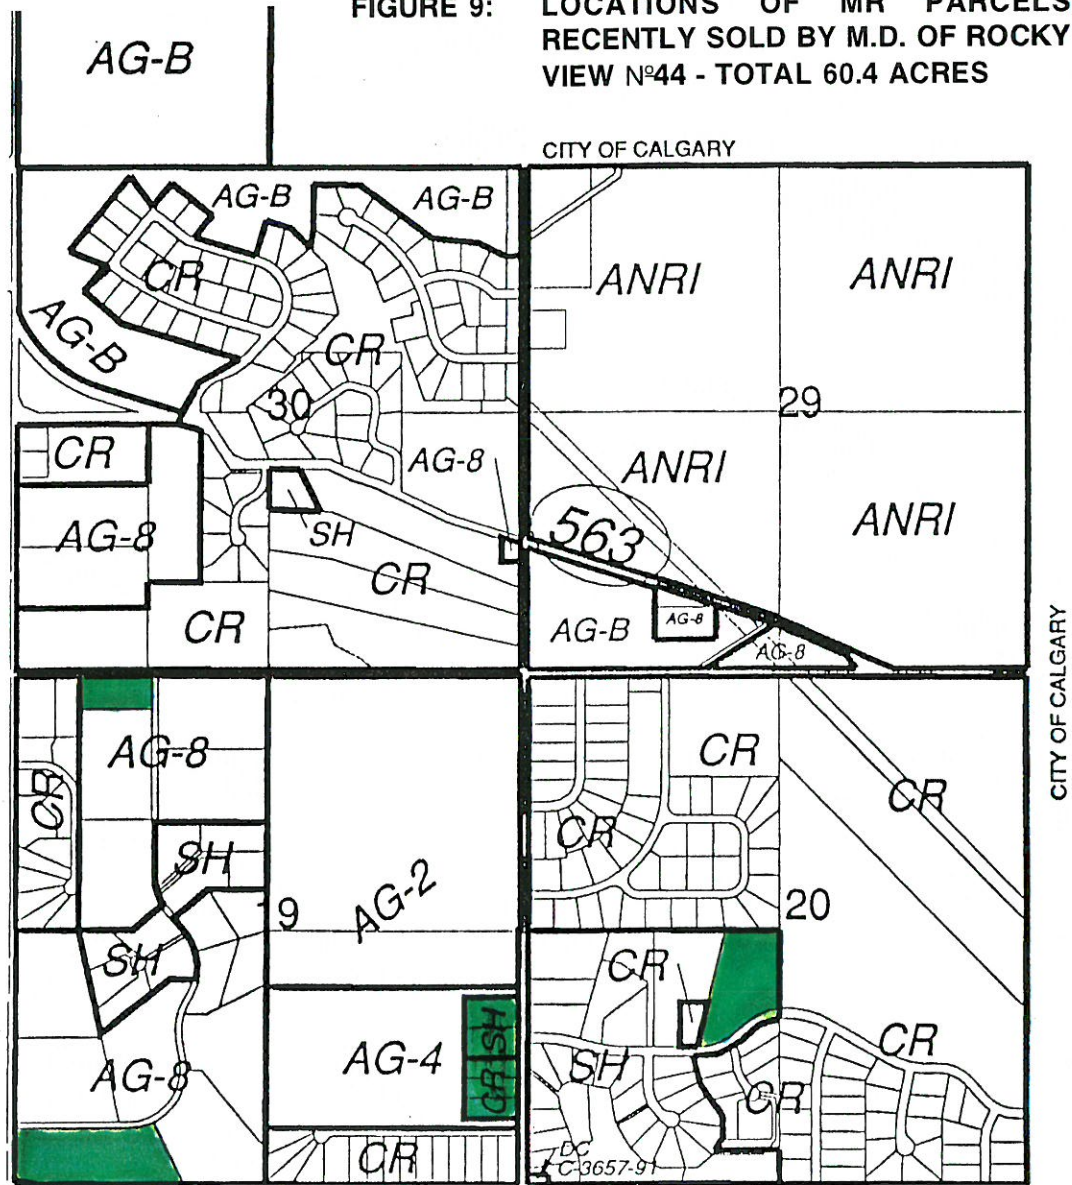 FIGURE 9: LOCATIONS OF MR PARCELS
RECENTLY SOLD BY M.D. OF ROCKY
VIEW Nº44 - TOTAL 60.4 ACRES
AG-B
CITY OF CALGARY
AG-B
AG-B
CR
ANRI
ANRI
AG-B
CR
30
29
CR
AG-8
ANRI
AG-8
SH
563
ANRI
CR
CR
AG-B
AG-8
AG-8
CITY OF CALGARY
AG-8
CR
CR
CR
CR
SH
AG-2
19
20
SH
CR
SH
CR
AG-4
CR
AG-8
SH
CR
CR
DC
C-3657-91